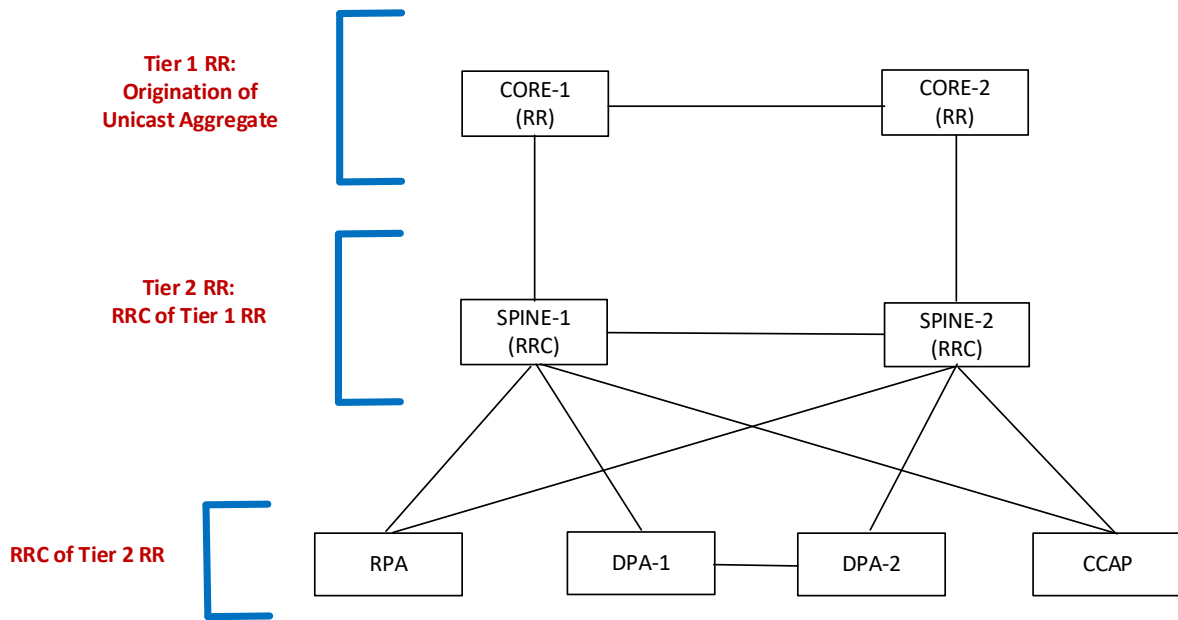 Tier 1 RR:
Origination of
Unicast Aggregate
CORE-1
(RR)
CORE-2
(RR)
Tier 2 RR:
RRC of Tier 1 RR
SPINE-1
(RRC)
SPINE-2
(RRC)
RRC of Tier 2 RR
RPA
DPA-1
DPA-2
CCAP